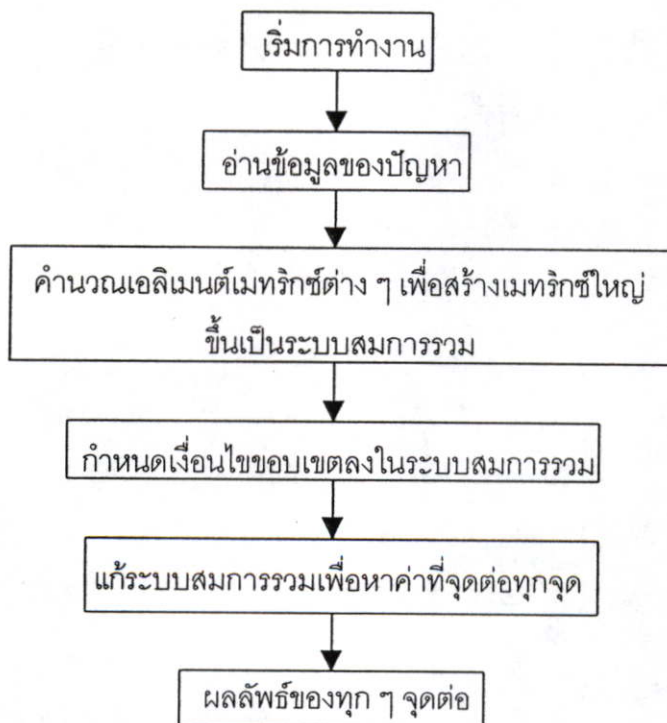 เริ่มการทำงาน
อ่านข้อมูลของปัญหา
คำนวณเอลิเมนต์เมทริกซ์ต่าง ๆ เพื่อสร้างเมทริกซ์ใหญ่
ขึ้นเป็นระบบสมการรวม
กำหนดเงื่อนไขขอบเขตลงในระบบสมการรวม
แก้ระบบสมการรวมเพื่อหาค่าที่จุดต่อทุกจุด
ผลลัพธ์ของทุก ๆ จุดต่อ